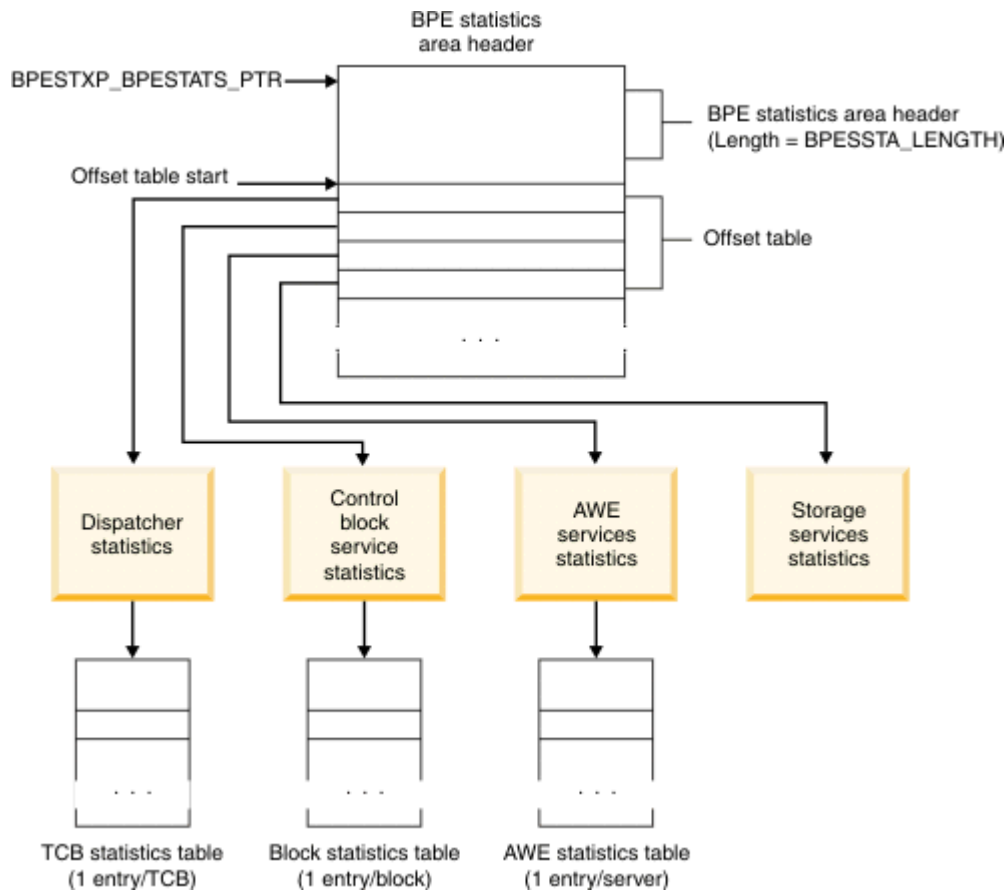 BPE statistics
area header
BPESTXP_BPESTATS_PTR
BPE statistics area header
(Length = BPESSTA_LENGTH)
Offset table start
Offset table
. . .
Dispatcher
statistics
Control
block
service
statistics
AWE
services
statistics
Storage
services
statistics
. . .
. . .
. . .
TCB statistics table
(1 entry/TCB)
Block statistics table
(1 entry/block)
AWE statistics table
(1 entry/server)